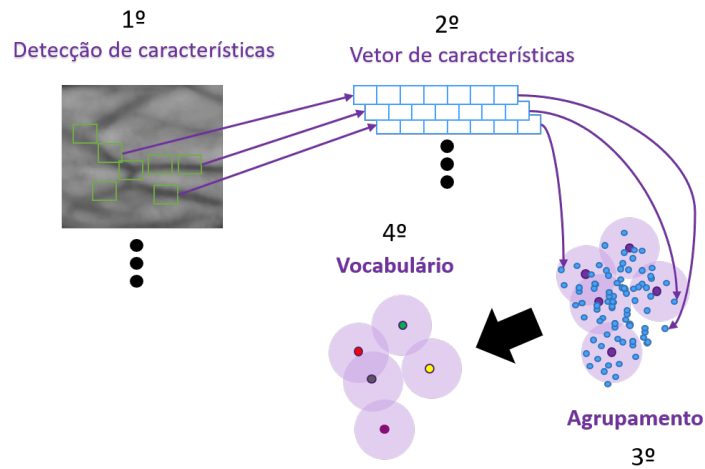 1º
Detecção de características
2º
Vetor de características
4º
Vocabulário
Agrupamento
3º